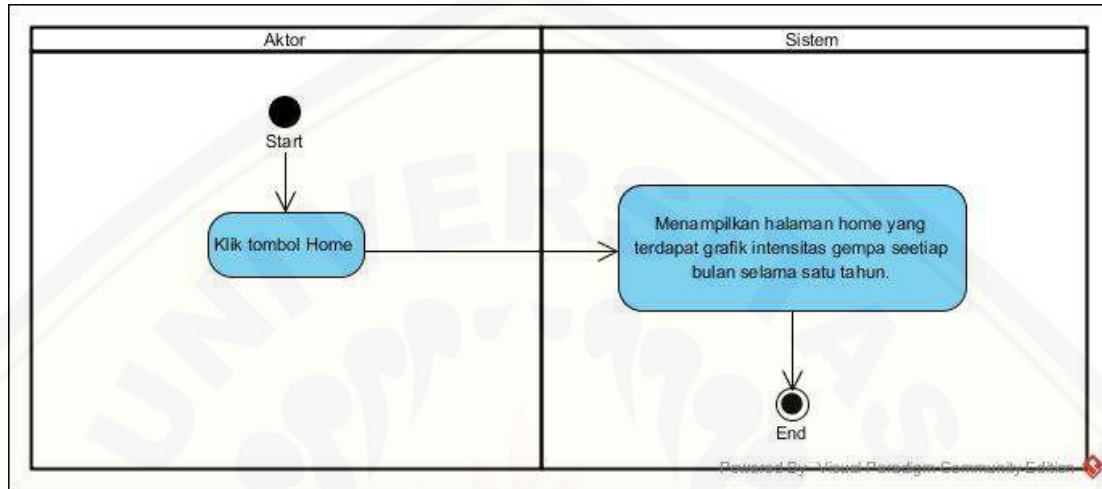 Aktor
Sistem
Start
Klik tombol Home
Menampilkan halaman home yang
terdapat grafik intensitas gempa seetiap
bulan selama satu tahun.
End
Powered By Visual Paradigm Community Edition
UNIVERSITAS